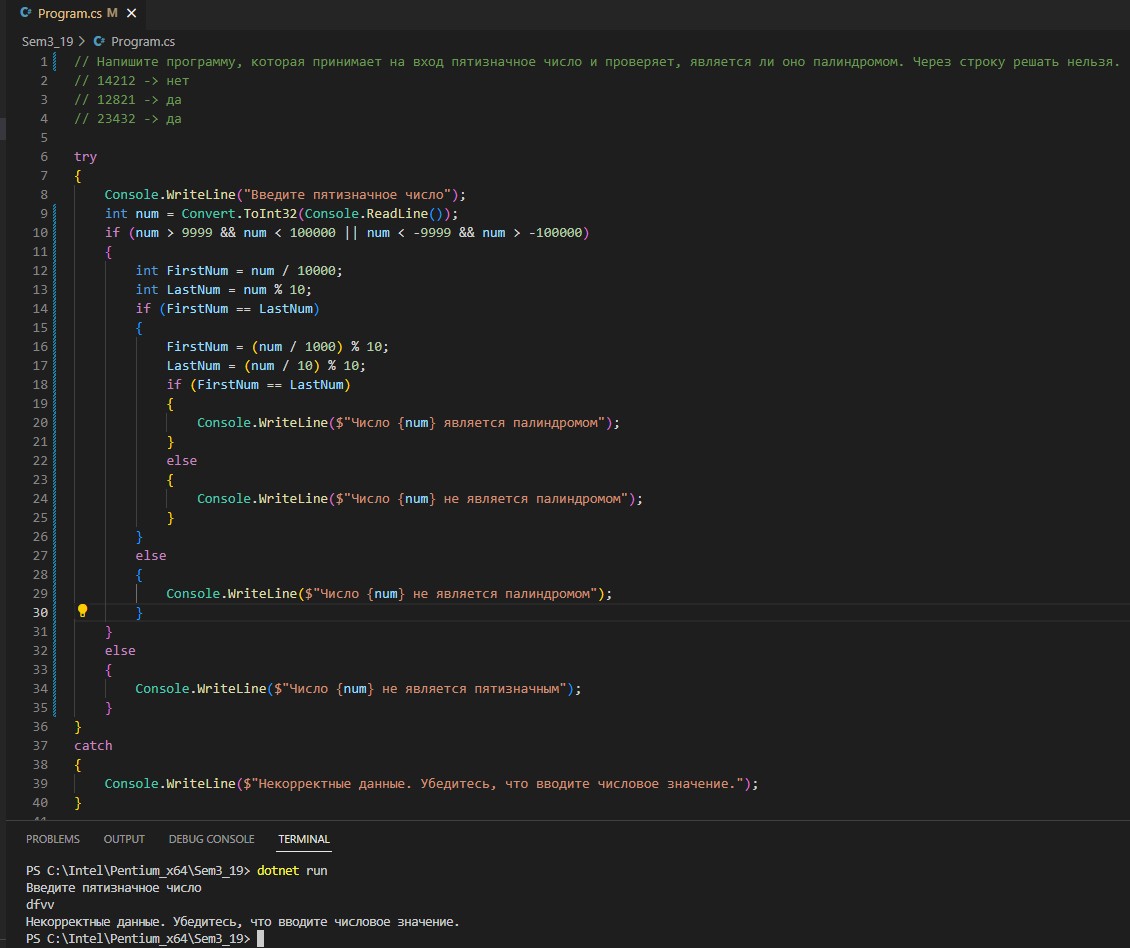 Program.cs M
Sem3_19 > Program.cs
1 // Напишите программу, которая принимает на вход пятизначное число и проверяет, является ли оно палиндромом. Через строку решать нельзя.
2 // 14212 -> нет
3 // 12821 -> да
4 // 23432 -> да
5
6 try
7 {
8 Console.WriteLine("Введите пятизначное число");
9 int num = Convert.ToInt32(Console.ReadLine());
10 if (num > 9999 && num < 100000 || num < -9999 && num > -100000)
11 {
12 int FirstNum = num / 10000;
13 int LastNum = num % 10;
14 if (FirstNum == LastNum)
15 {
16 FirstNum = (num / 1000) % 10;
17 LastNum = (num / 10) % 10;
18 if (FirstNum == LastNum)
19 {
20 Console.WriteLine($"Число {num} является палиндромом");
21 }
22 else
23 {
24 Console.WriteLine($"Число {num} не является палиндромом");
25 }
26 }
27 else
28 {
29 Console.WriteLine($"Число {num} не является палиндромом");
30 }
31 }
32 else
33 {
34 Console.WriteLine($"Число {num} не является пятизначным");
35 }
36 }
37 catch
38 {
39 Console.WriteLine($"Некорректные данные. Убедитесь, что вводите числовое значение.");
40 }
PROBLEMS OUTPUT DEBUG CONSOLE TERMINAL
PS C:\Intel\Pentium_x64\Sem3_19> dotnet run
Введите пятизначное число
dfvv
Некорректные данные. Убедитесь, что вводите числовое значение.
PS C:\Intel\Pentium_x64\Sem3_19>